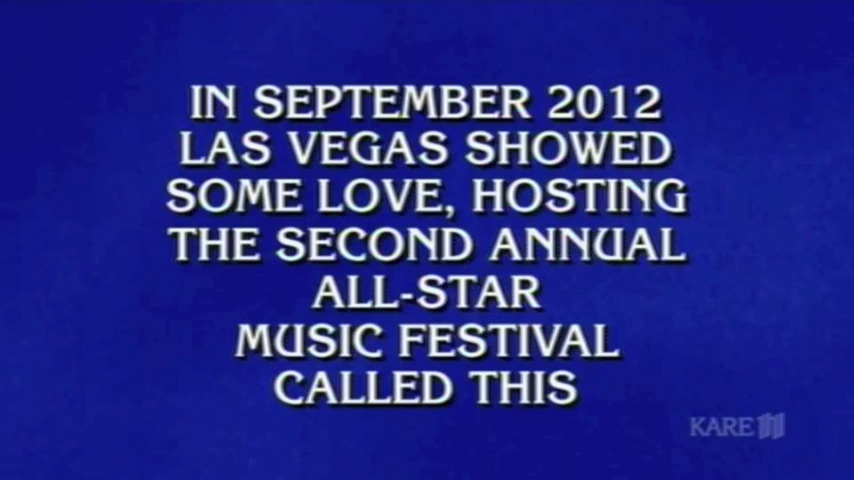 IN SEPTEMBER 2012
LAS VEGAS SHOWED
SOME LOVE, HOSTING
THE SECOND ANNUAL
ALL-STAR
MUSIC FESTIVAL
CALLED THIS
KARE 11